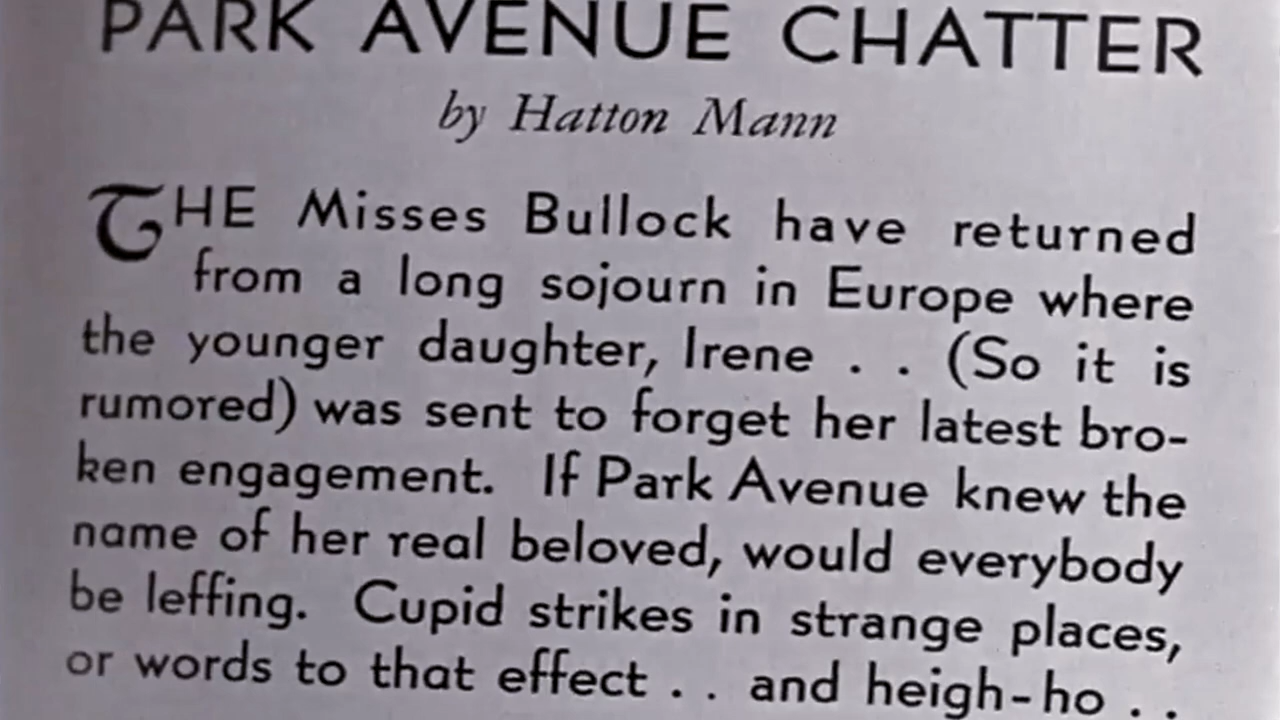 PARK AVENUE CHATTER
by Hatton Mann
THE Misses Bullock have returned
from a long sojourn in Europe where
the younger daughter, Irene . . (So it is
rumored) was sent to forget her latest bro-
ken engagement. If Park Avenue knew the
name of her real beloved, would everybody
be leffing. Cupid strikes in strange places,
or words to that effect . . and heigh-ho . .